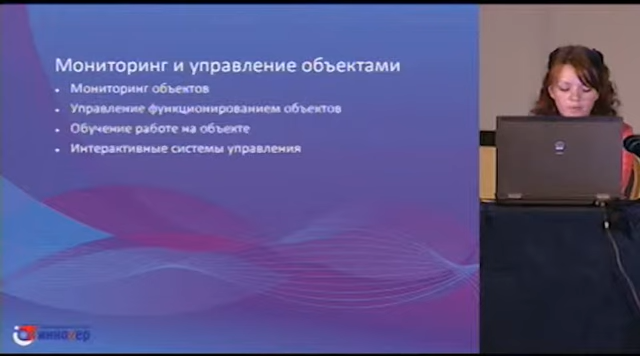 Мониторинг и управление объектами
Мониторинг объектов
Управление функционированием объектов
Обучение работе на объекте
Интерактивные системы управления